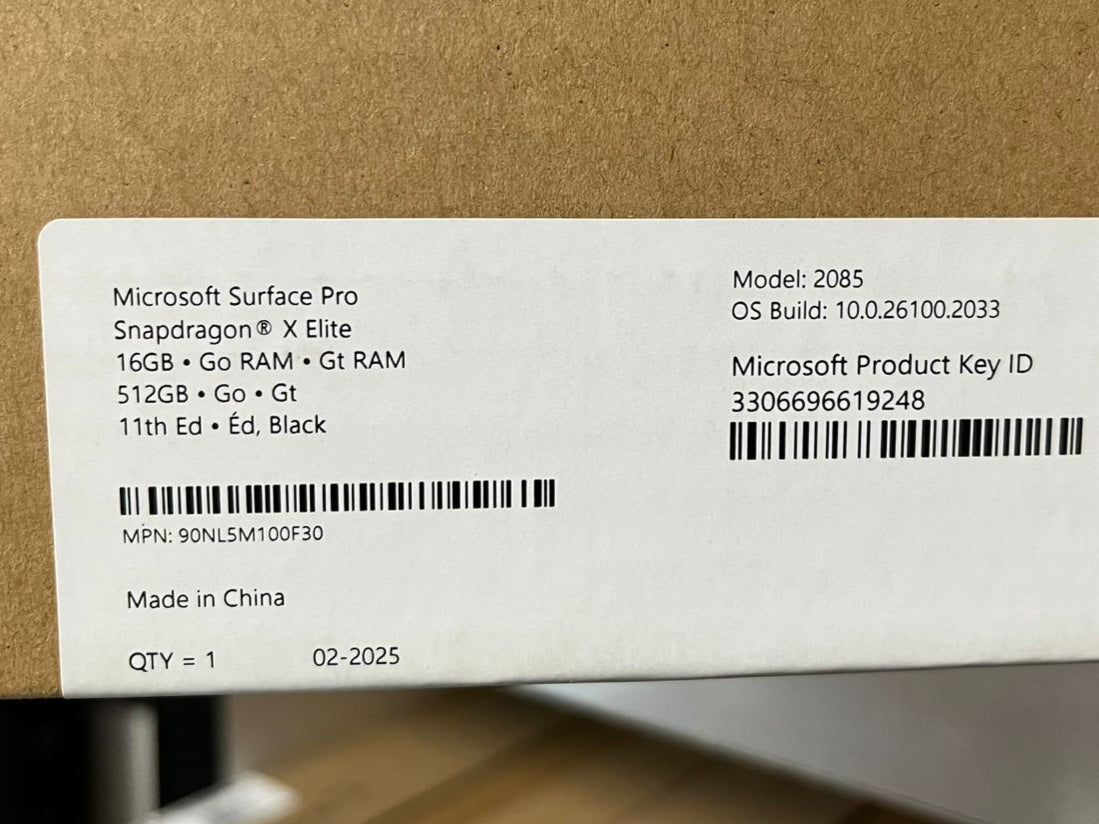 Microsoft Surface Pro
Snapdragon® X Elite
16GB • Go RAM • Gt RAM
512GB • Go • Gt
11th Ed • Éd, Black
MPN: 90NL5M100F30
Made in China
QTY = 1 02-2025
Model: 2085
OS Build: 10.0.26100.2033
Microsoft Product Key ID
3306696619248